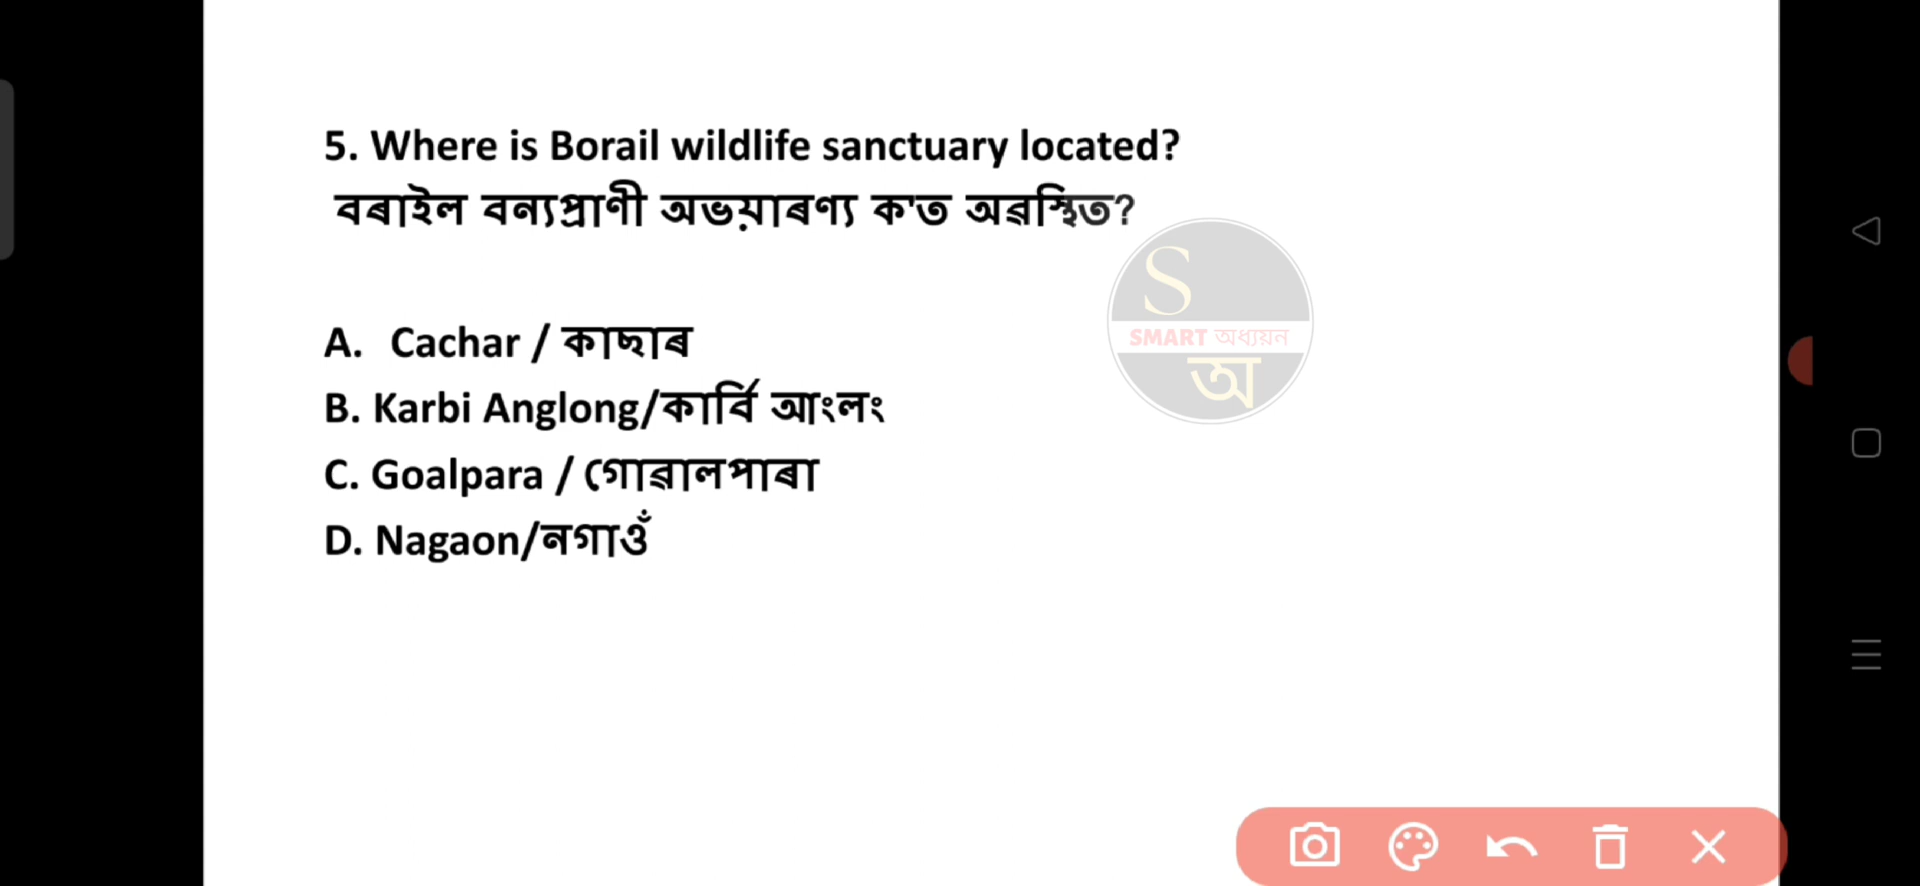 5. Where is Borail wildlife sanctuary located?
বৰাইল বন্যপ্ৰাণী অভয়াৰণ্য ক'ত অৱস্থিত?
S
SMART অধ্যয়ন
অ
A. Cachar / কাছাৰ
B. Karbi Anglong/কাৰ্বি আংলং
C. Goalpara / গোৱালপাৰা
D. Nagaon/নগাওঁ